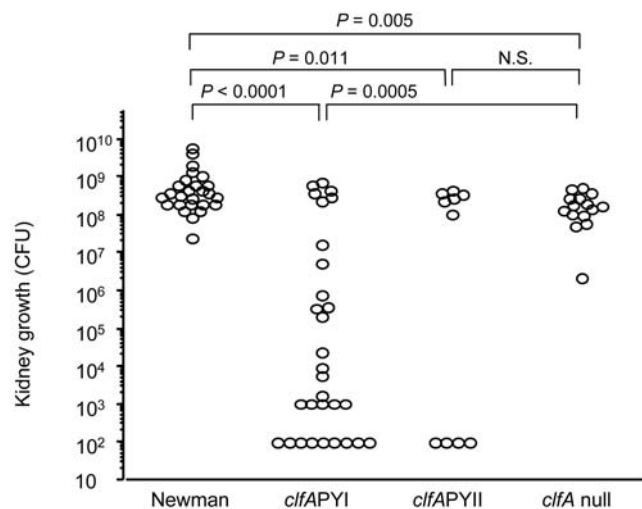 P = 0.005
P = 0.011
N.S.
P < 0.0001
P = 0.0005
Kidney growth (CFU)
10^10
10^9
10^8
10^7
10^6
10^5
10^4
10^3
10^2
10
Newman
clfAPYI
clfAPYII
clfA null